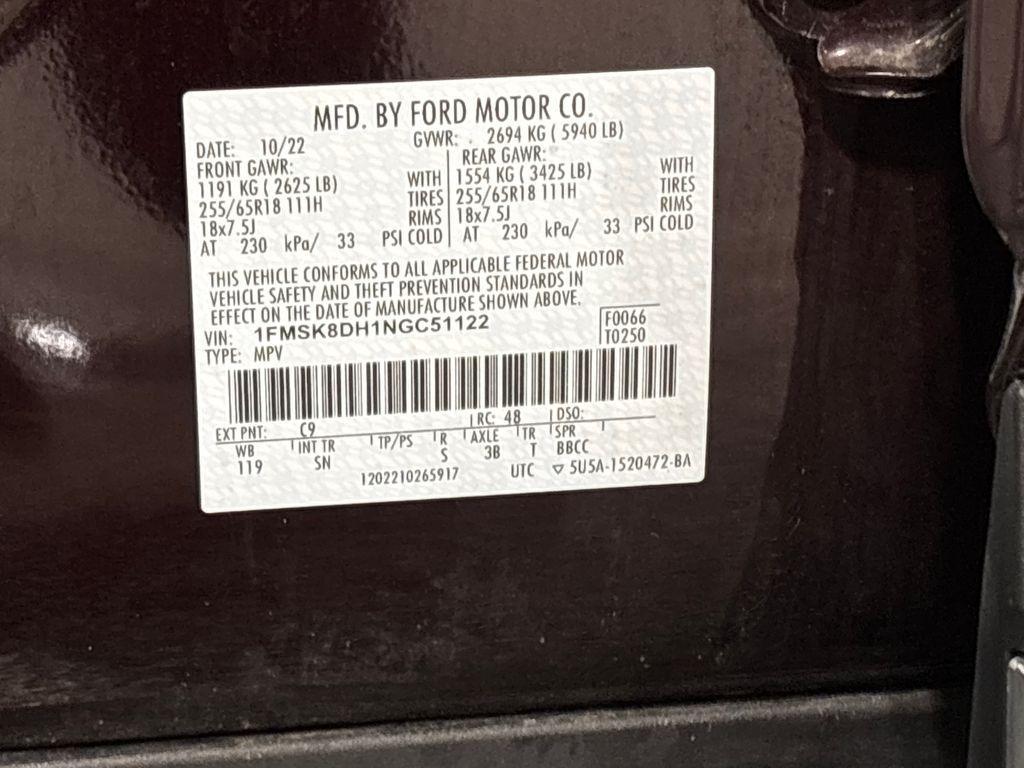 MFD. BY FORD MOTOR CO.
DATE: 10/22 GVWR: 2694 KG ( 5940 LB)
FRONT GAWR: REAR GAWR:
1191 KG ( 2625 LB) WITH 1554 KG ( 3425 LB) WITH
255/65R18 111H TIRES 255/65R18 111H TIRES
18x7.5J RIMS 18x7.5J RIMS
AT 230 kPa/ 33 PSI COLD AT 230 kPa/ 33 PSI COLD
THIS VEHICLE CONFORMS TO ALL APPLICABLE FEDERAL MOTOR
VEHICLE SAFETY AND THEFT PREVENTION STANDARDS IN
EFFECT ON THE DATE OF MANUFACTURE SHOWN ABOVE.
VIN: 1FMSK8DH1NGC51122 F0066
TYPE: MPV T0250
EXT PNT: C9 RC: 48 DSO:
WB INT TR TP/PS R AXLE TR SPR
119 SN S 3B T BBCC
1202210265917 UTC ▽ 5U5A-1520472-BA